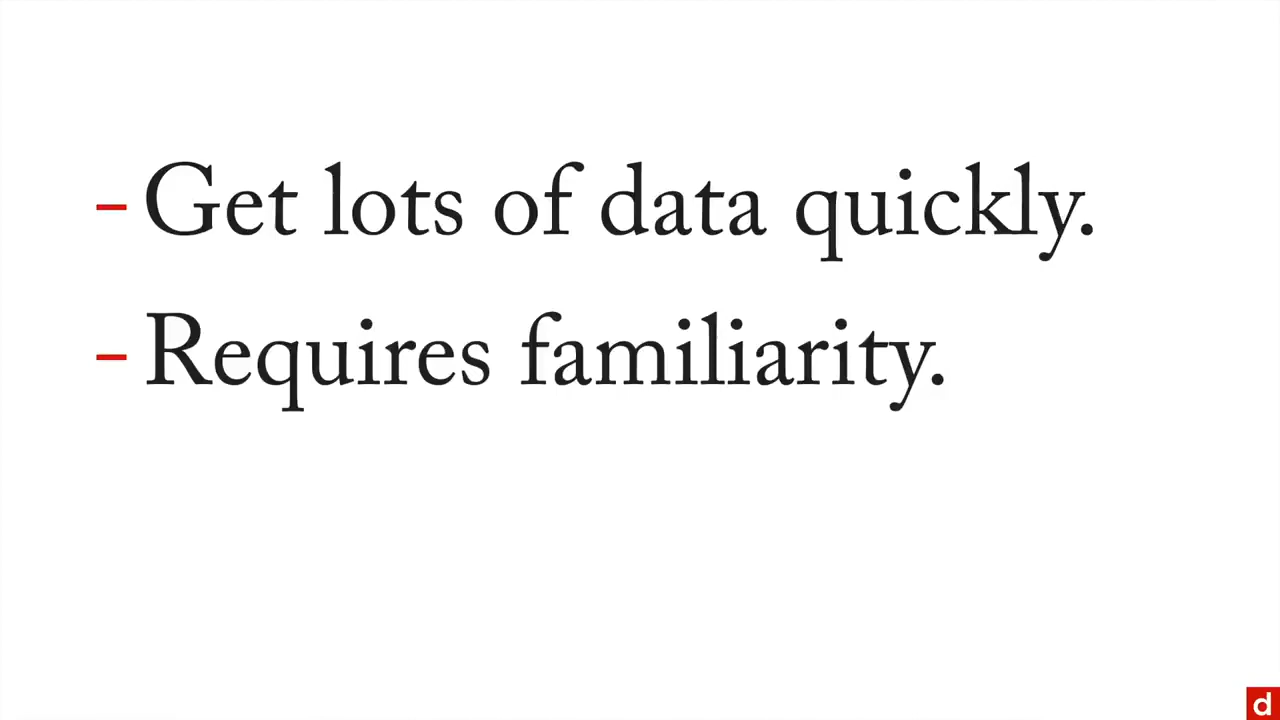 - Get lots of data quickly.
- Requires familiarity.
d